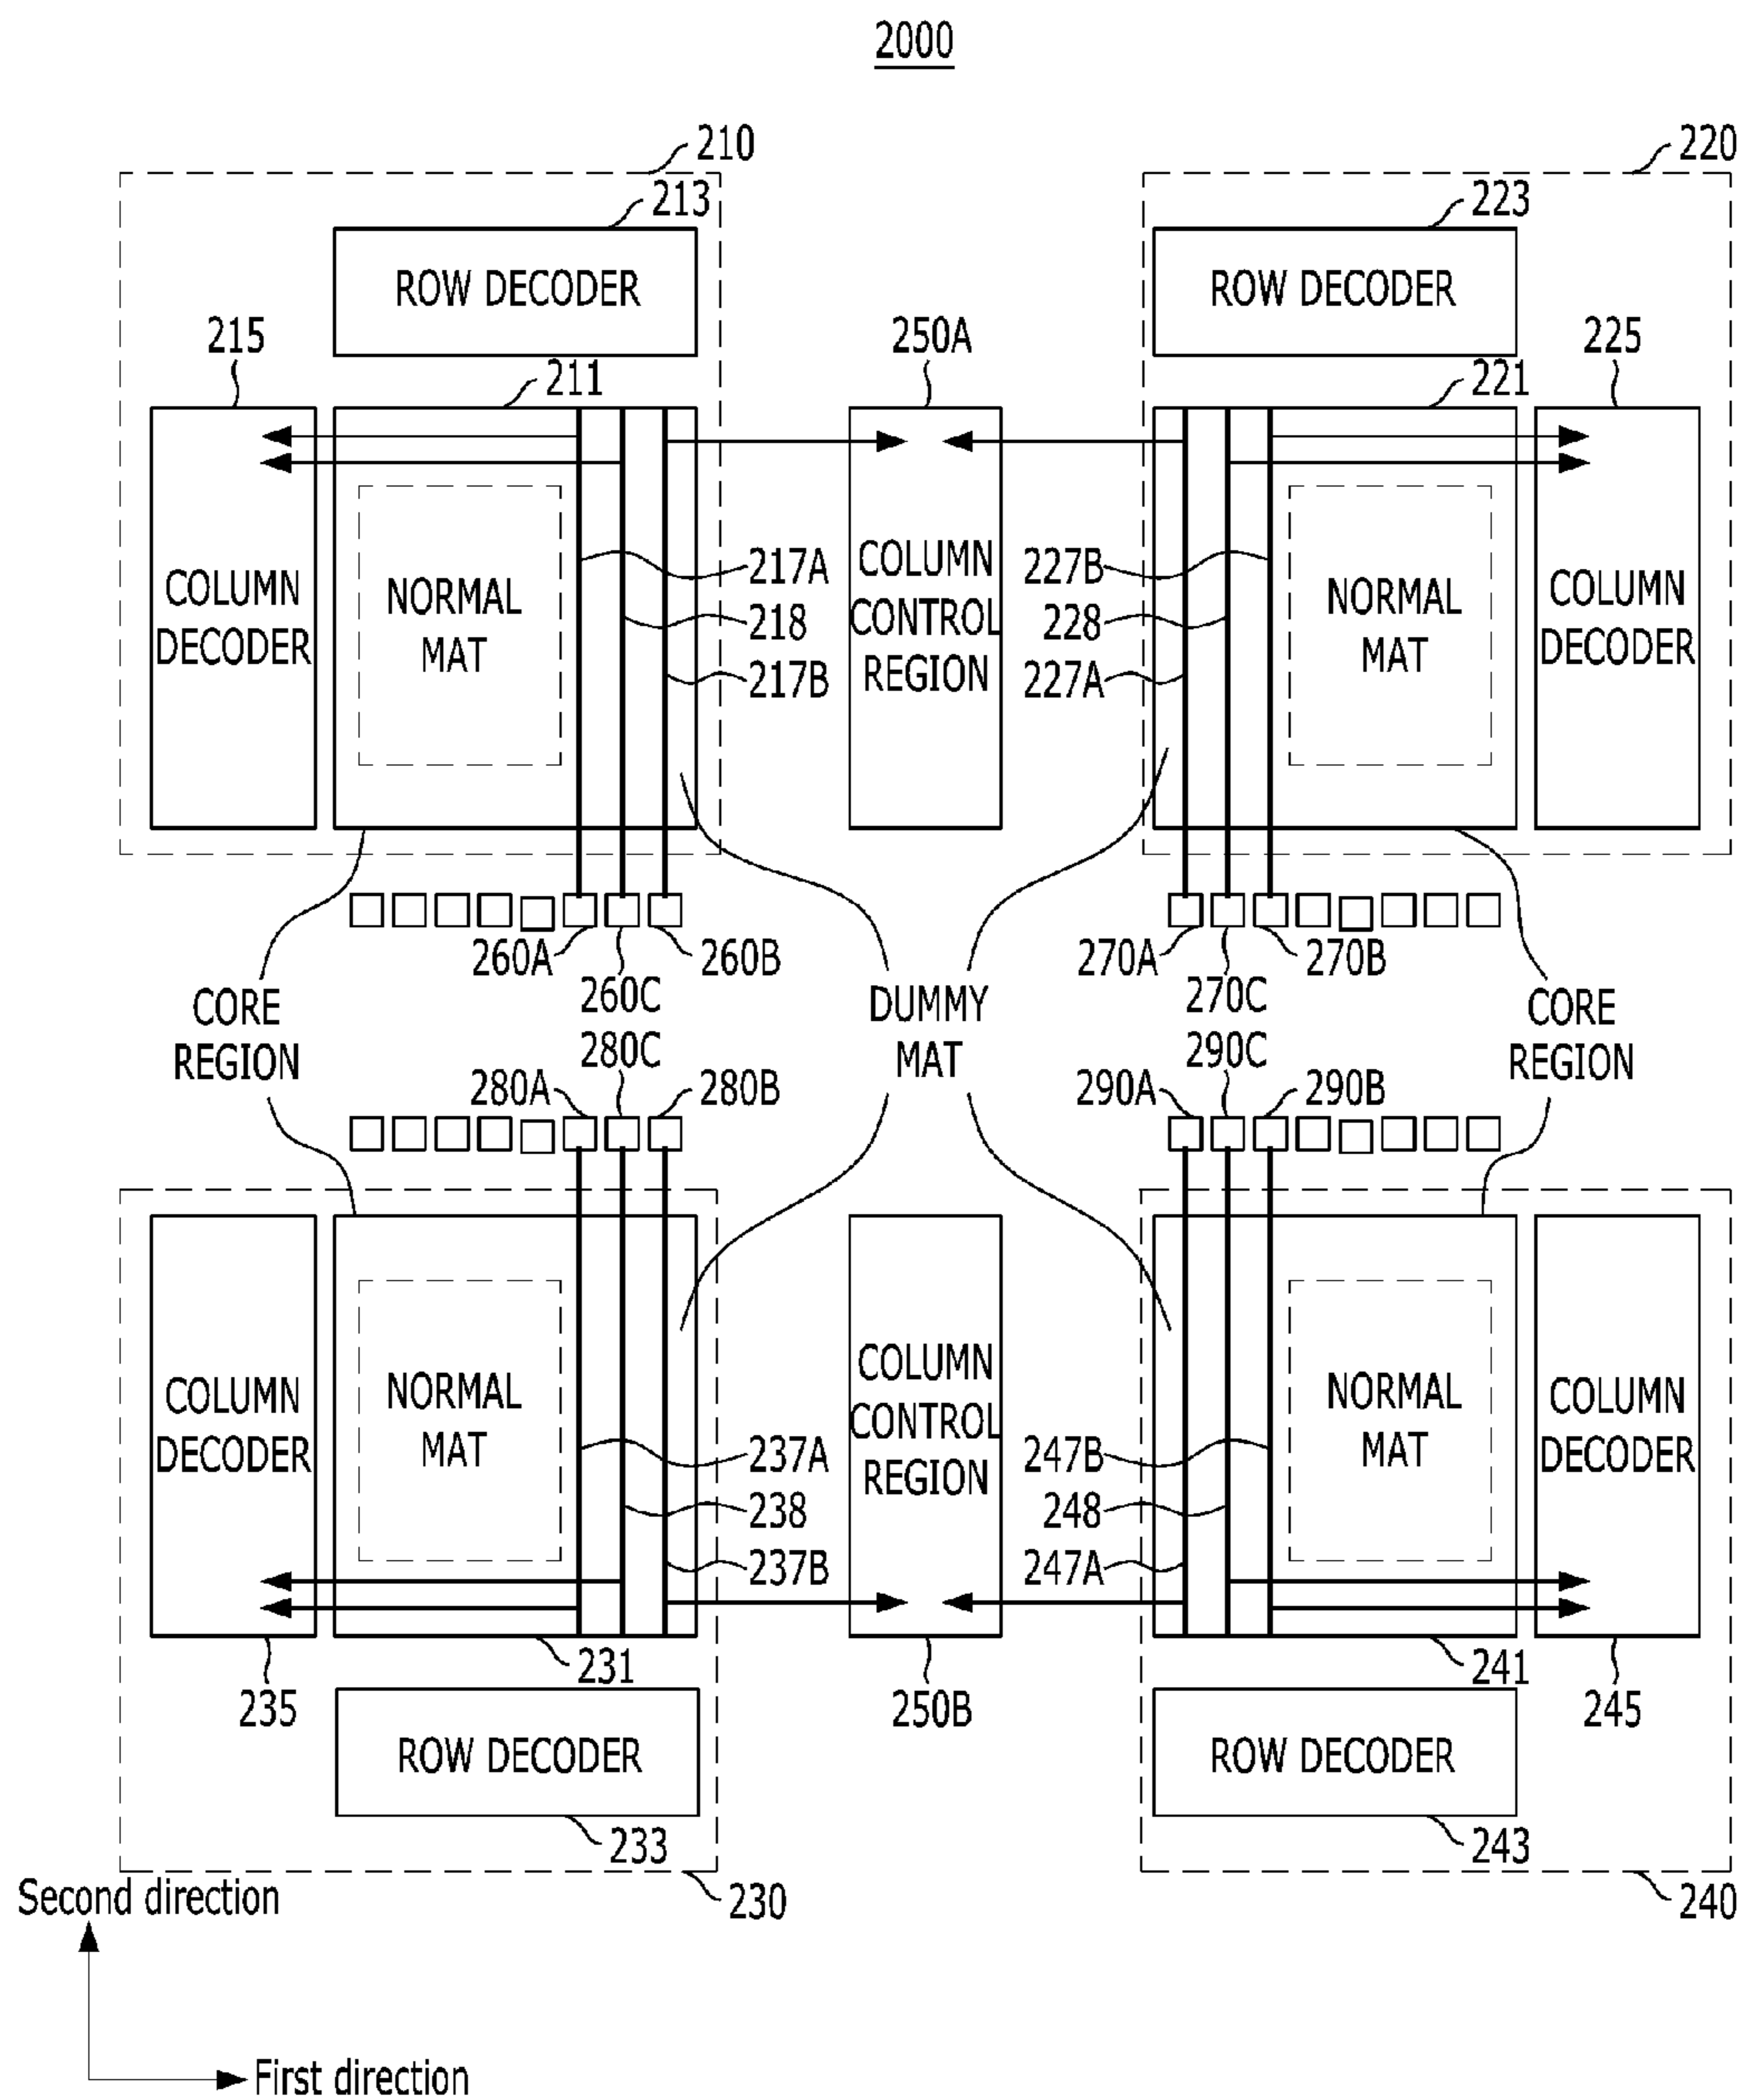 2000
210
220
213
223
ROW DECODER
ROW DECODER
215
250A
225
211
221
COLUMN
DECODER
NORMAL
MAT
217A
218
217B
COLUMN
CONTROL
REGION
227B
228
227A
NORMAL
MAT
COLUMN
DECODER
260A
260C
260B
270A
270C
270B
CORE
REGION
DUMMY
MAT
CORE
REGION
280A
280C
280B
290A
290C
290B
COLUMN
DECODER
NORMAL
MAT
237A
238
237B
COLUMN
CONTROL
REGION
247B
248
247A
NORMAL
MAT
COLUMN
DECODER
231
241
235
250B
245
ROW DECODER
ROW DECODER
233
243
230
240
Second direction
First direction